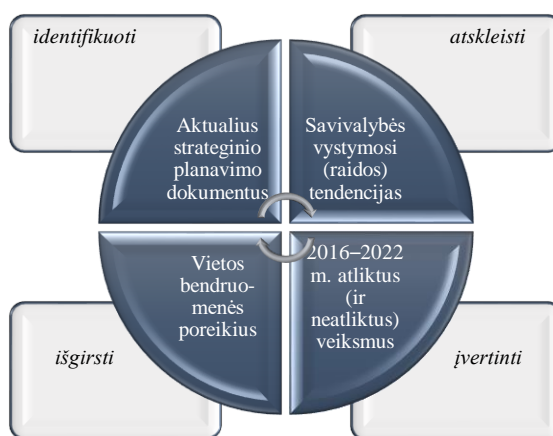 identifikuoti
atskleisti
Aktualius
strateginio
planavimo
dokumentus
Savivalybės
vystymosi
(raidos)
tendencijas
Vietos
bendruo-
menės
poreikius
2016–2022
m. atliktus
(ir
neatliktus)
veiksmus
išgirsti
įvertinti